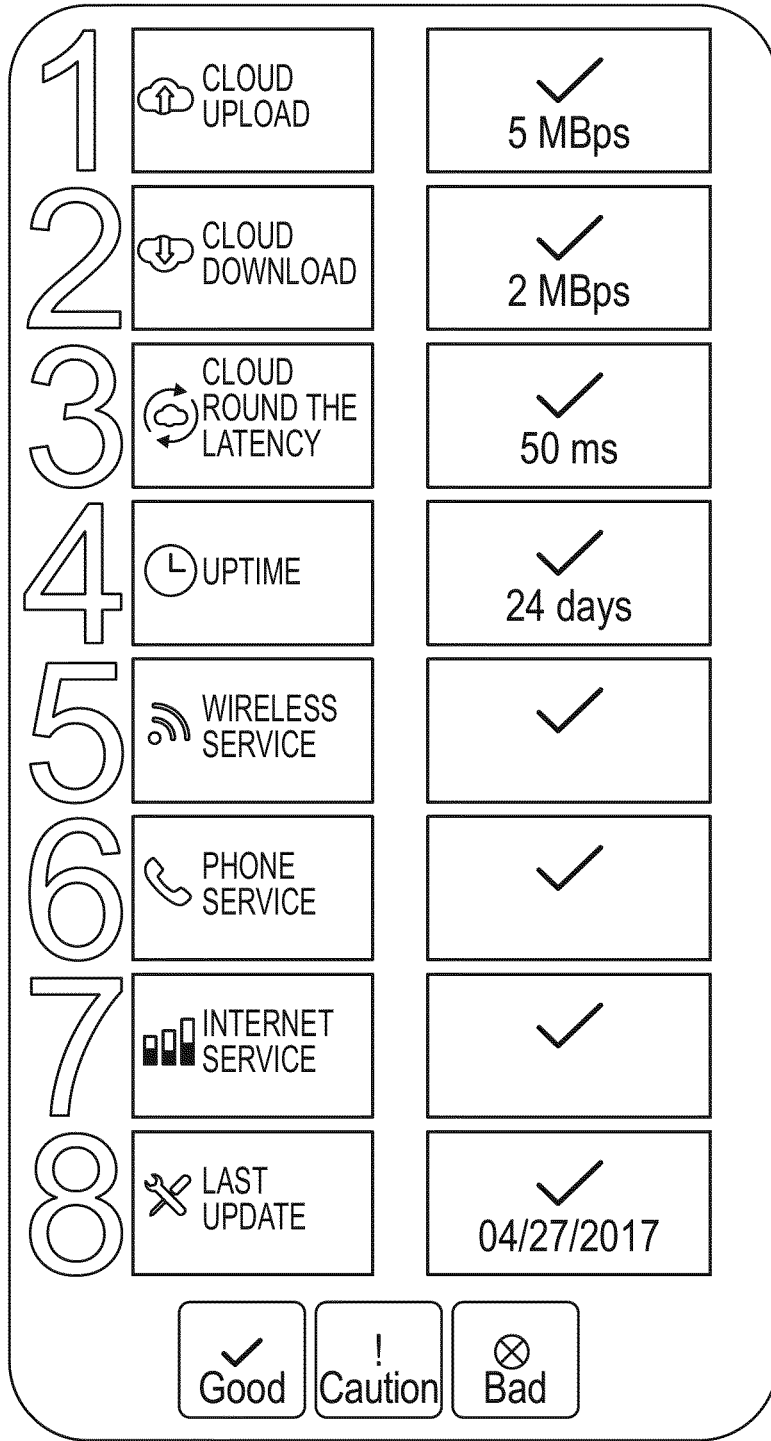 1
CLOUD
UPLOAD
5 MBps
2
CLOUD
DOWNLOAD
2 MBps
3
CLOUD
ROUND THE
LATENCY
50 ms
4
UPTIME
24 days
5
WIRELESS
SERVICE
6
PHONE
SERVICE
7
INTERNET
SERVICE
8
LAST
UPDATE
04/27/2017
Good
!
Caution
Bad